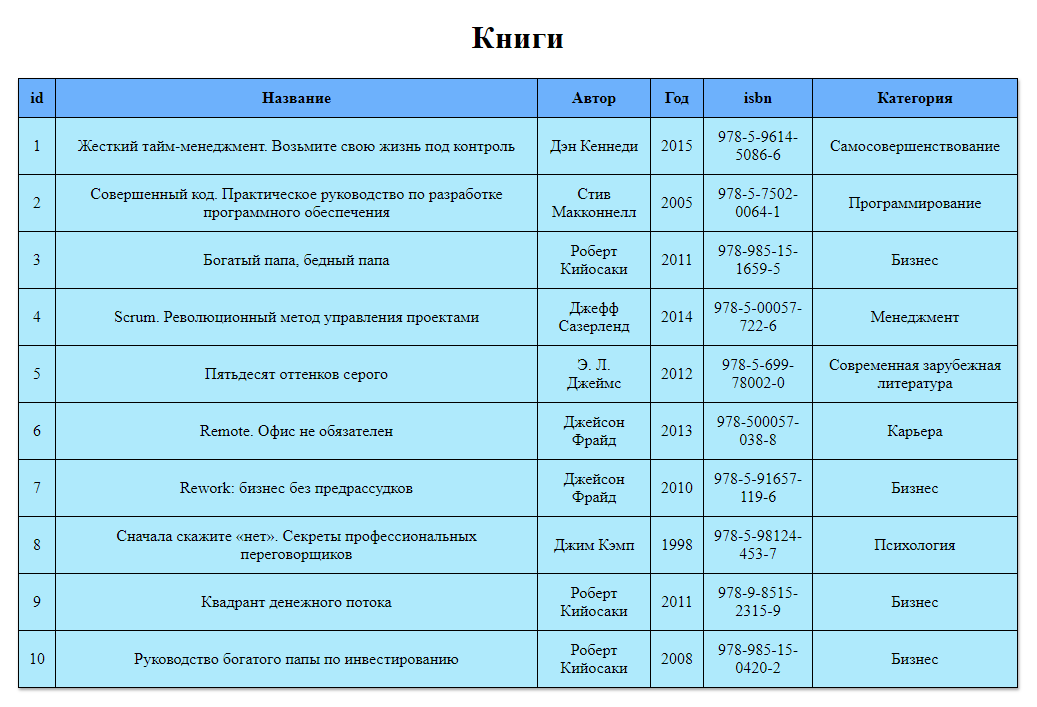 Книги
id Название Автор Год isbn Категория
1 Жесткий тайм-менеджмент. Возьмите свою жизнь под контроль Дэн Кеннеди 2015 978-5-9614-
5086-6 Самосовершенствование
2 Совершенный код. Практическое руководство по разработке
программного обеспечения Стив
Макконнелл 2005 978-5-7502-
0064-1 Программирование
3 Богатый папа, бедный папа Роберт
Кийосаки 2011 978-985-15-
1659-5 Бизнес
4 Scrum. Революционный метод управления проектами Джефф
Сазерленд 2014 978-5-00057-
722-6 Менеджмент
5 Пятьдесят оттенков серого Э. Л.
Джеймс 2012 978-5-699-
78002-0 Современная зарубежная
литература
6 Remote. Офис не обязателен Джейсон
Фрайд 2013 978-500057-
038-8 Карьера
7 Rework: бизнес без предрассудков Джейсон
Фрайд 2010 978-5-91657-
119-6 Бизнес
8 Сначала скажите «нет». Секреты профессиональных
переговорщиков Джим Кэмп 1998 978-5-98124-
453-7 Психология
9 Квадрант денежного потока Роберт
Кийосаки 2011 978-9-8515-
2315-9 Бизнес
10 Руководство богатого папы по инвестированию Роберт
Кийосаки 2008 978-985-15-
0420-2 Бизнес